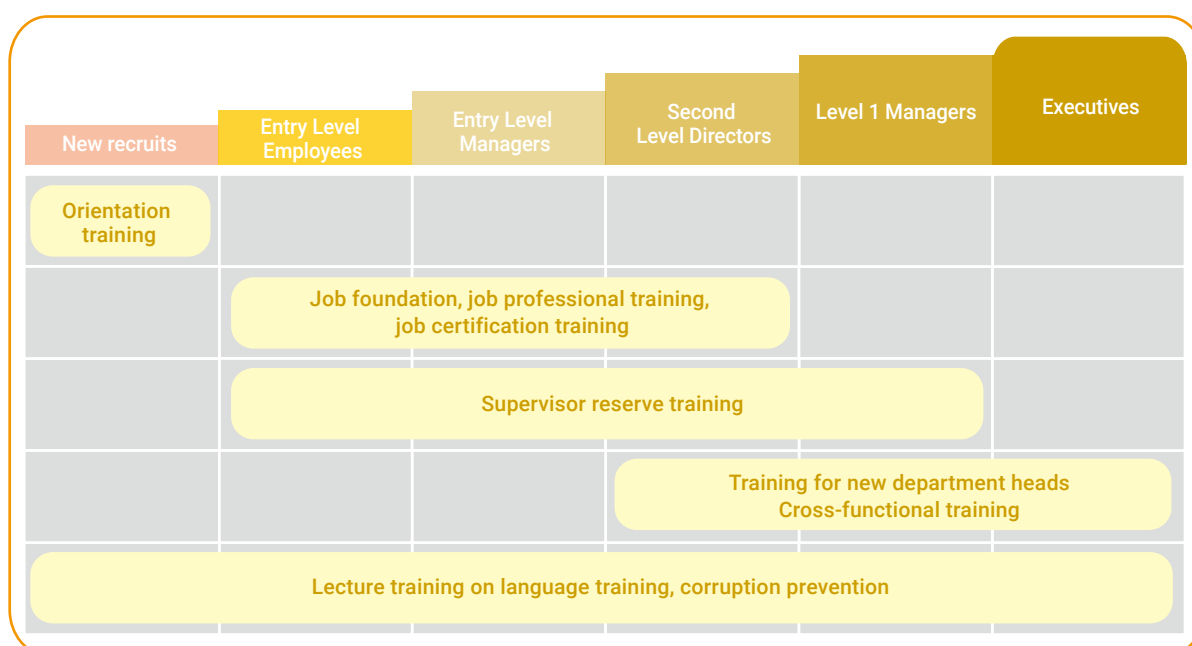 New recruits
Entry Level
Employees
Entry Level
Managers
Second
Level Directors
Level 1 Managers
Executives
Orientation
training
Job foundation, job professional training,
job certification training
Supervisor reserve training
Training for new department heads
Cross-functional training
Lecture training on language training, corruption prevention